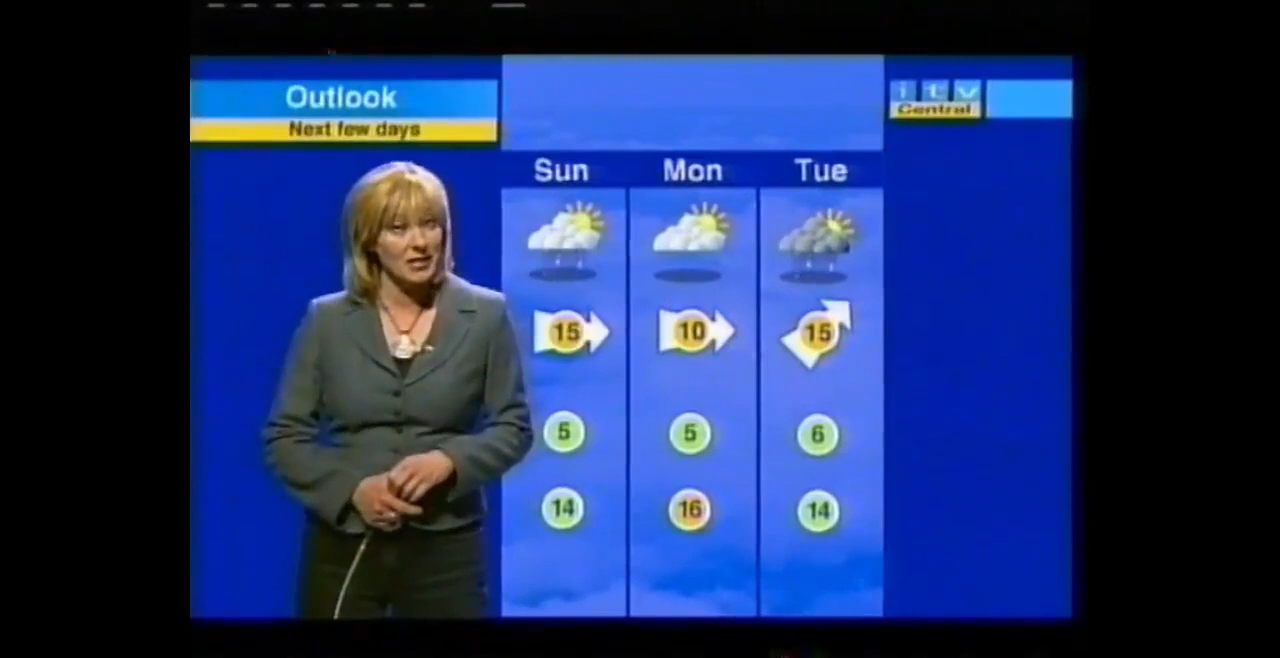 Outlook
Next few days
itv
Central
Sun Mon Tue
15 10 15
5 5 6
14 16 14